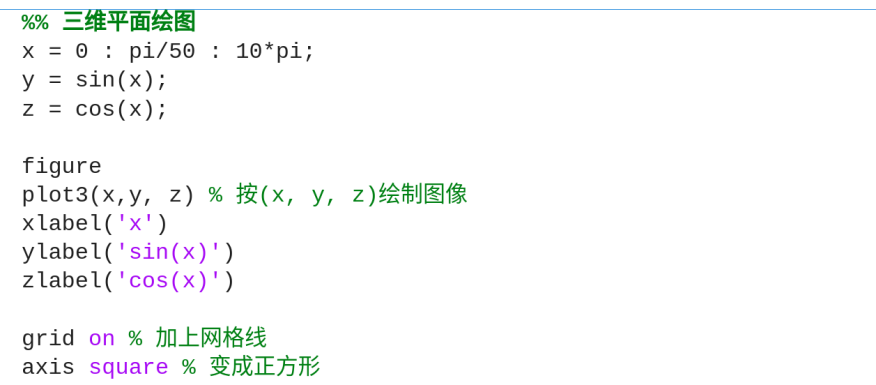 %% 三维平面绘图
x = 0 : pi/50 : 10*pi;
y = sin(x);
z = cos(x);
figure
plot3(x,y, z) % 按(x, y, z)绘制图像
xlabel('x')
ylabel('sin(x)')
zlabel('cos(x)')
grid on % 加上网格线
axis square % 变成正方形